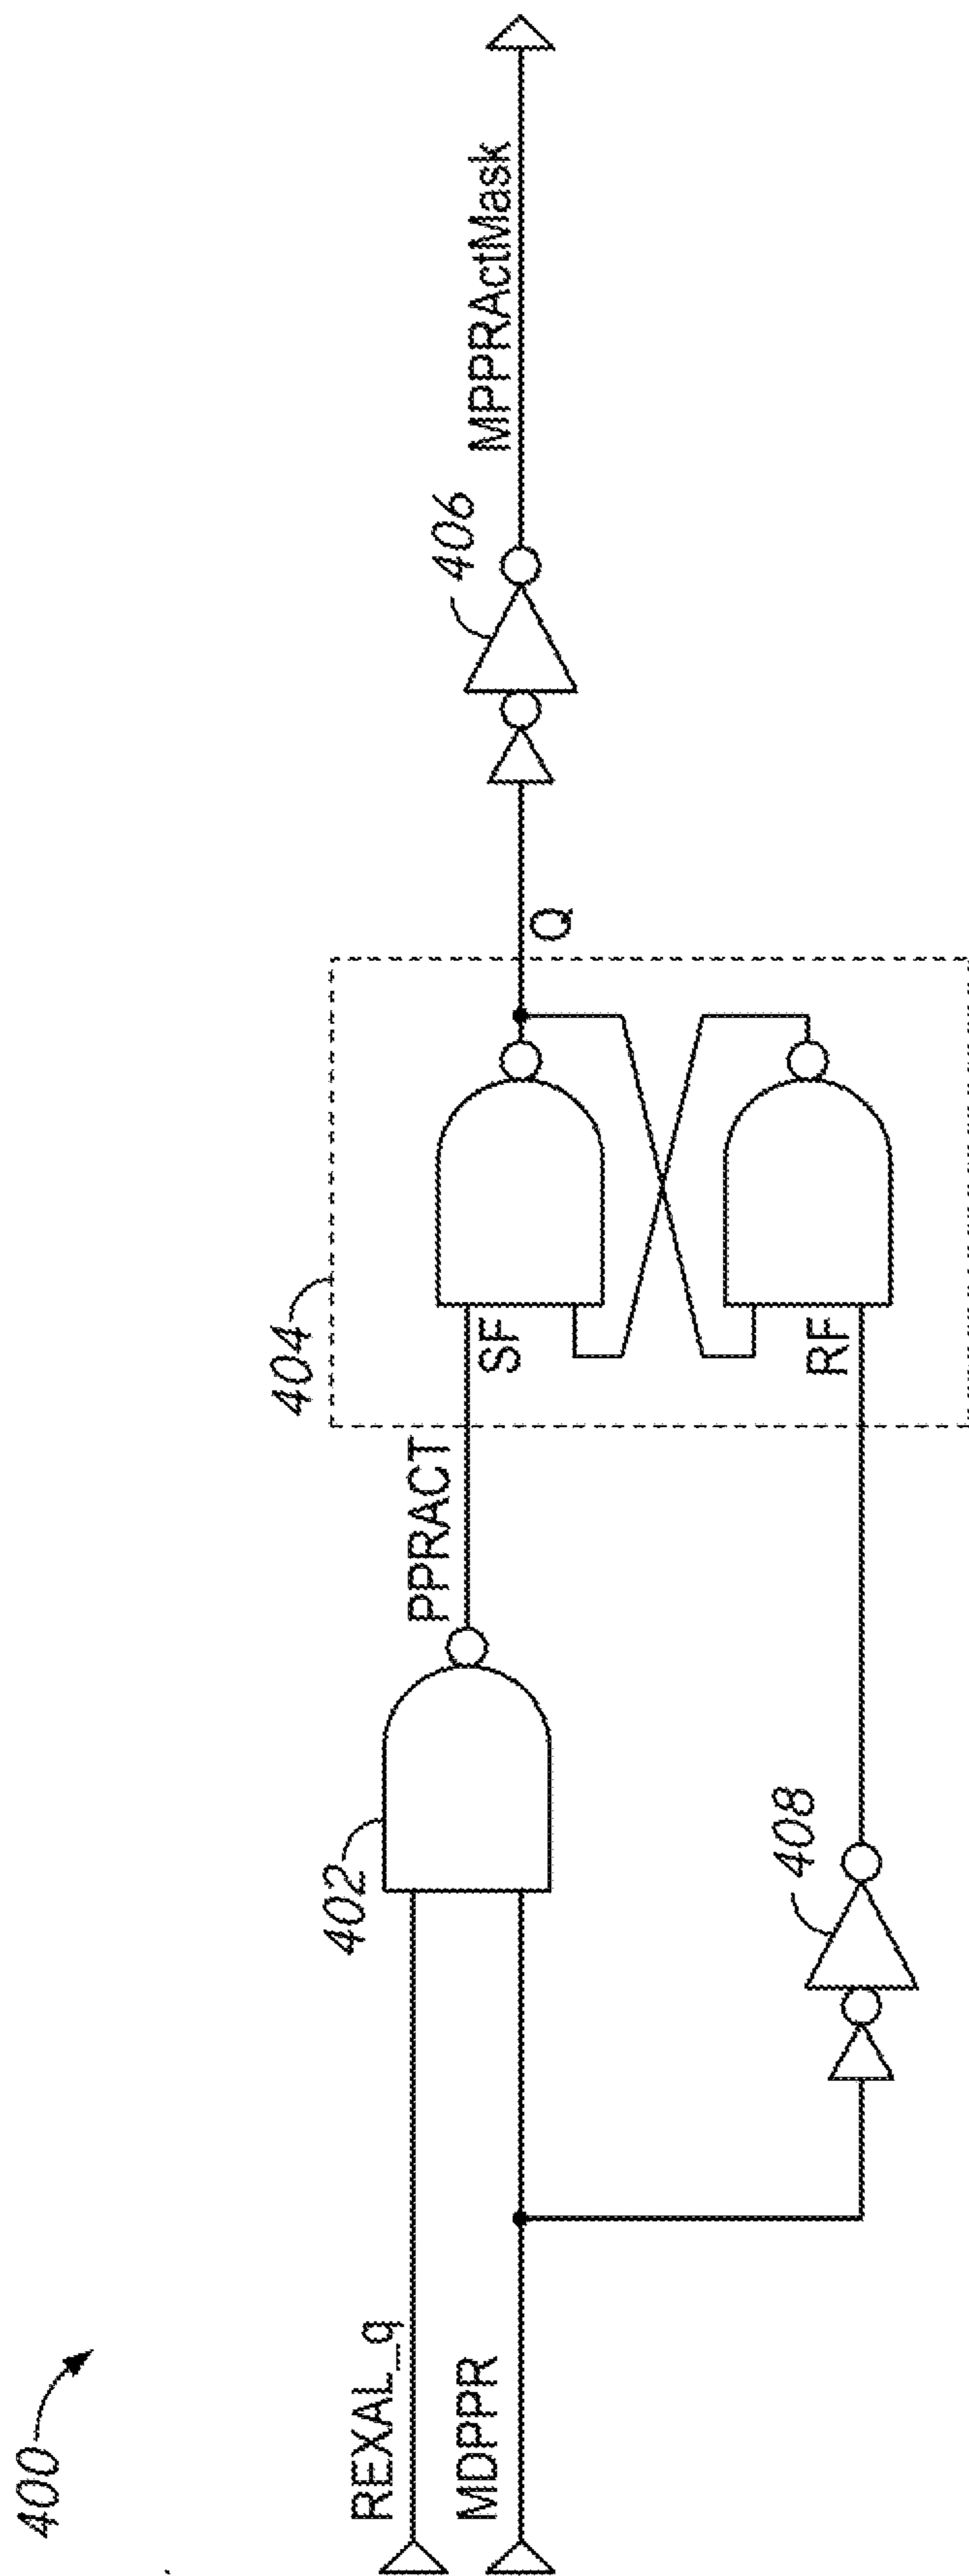 400
REXAL_q
MDPPR
402
408
PPRACT
404
SF
RF
Q
406
MPPRActMask